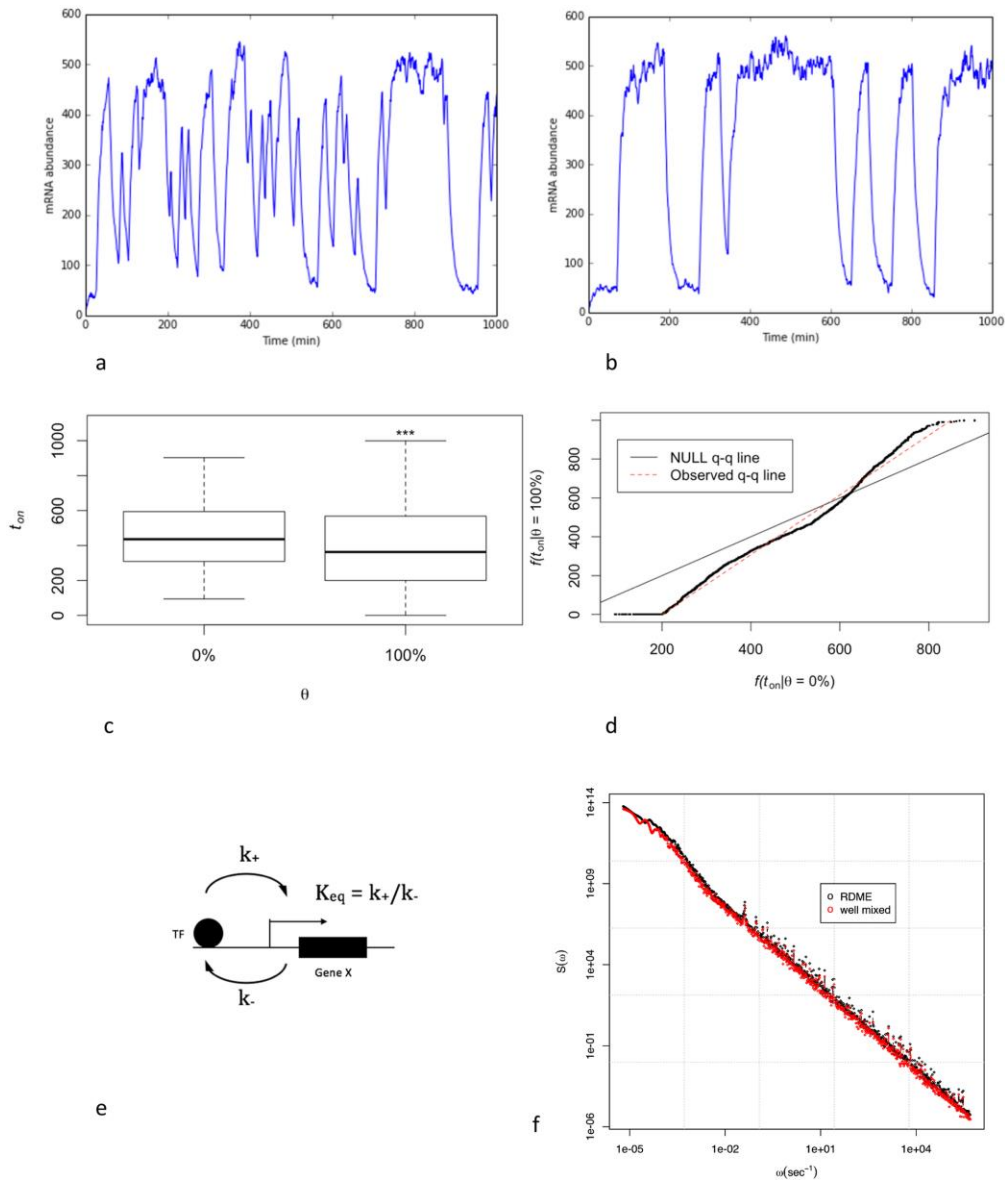 600
500
400
300
200
100
0
mRNA abundance
0 200 400 600 800 1000
Time (min)
a
600
500
400
300
200
100
0
mRNA abundance
0 200 400 600 800 1000
Time (min)
b
1000
600
200
0
t_on
***
0% 100%
θ
c
800
600
400
200
0
f(t_on|θ = 100%)
NULL q-q line
Observed q-q line
200 400 600 800
f(t_on|θ = 0%)
d
k₊
K_eq = k₊/k₋
TF
Gene X
k₋
e
1e+14
1e+09
1e+04
1e-01
1e-06
S(ω)
RDME
well mixed
1e-05 1e-02 1e+01 1e+04
ω(sec⁻¹)
f